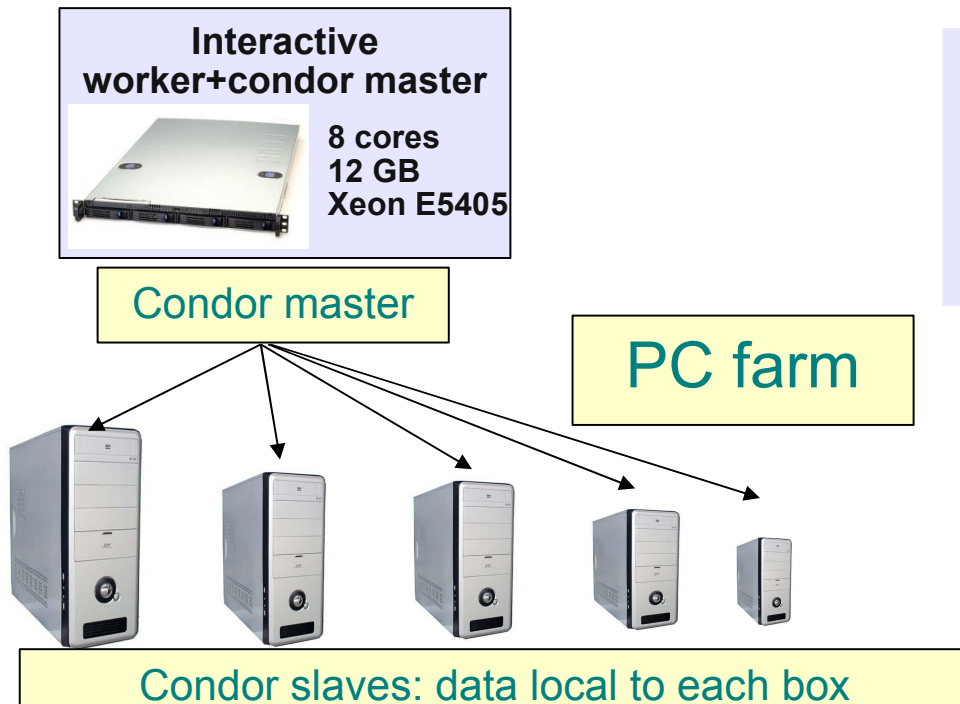 Interactive
worker+condor master
8 cores
12 GB
Xeon E5405
Condor master
PC farm
Condor slaves: data local to each box